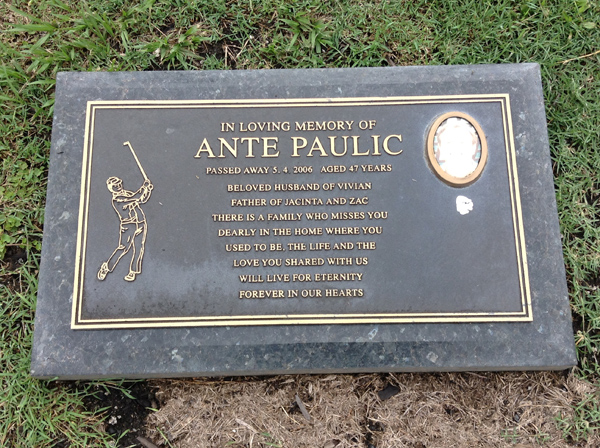 IN LOVING MEMORY OF
ANTE PAULIC
PASSED AWAY 5. 4. 2006 AGED 47 YEARS
BELOVED HUSBAND OF VIVIAN
FATHER OF JACINTA AND ZAC
THERE IS A FAMILY WHO MISSES YOU
DEARLY IN THE HOME WHERE YOU
USED TO BE, THE LIFE AND THE
LOVE YOU SHARED WITH US
WILL LIVE FOR ETERNITY
FOREVER IN OUR HEARTS